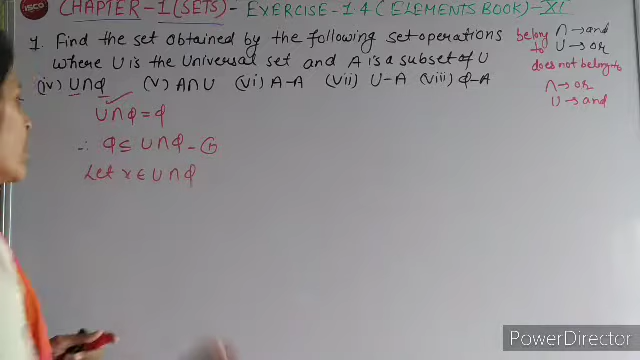 ISCO
CHAPTER-1(SETS)- EXERCISE-1.4(ELEMENTS BOOK)-XI
1. Find the set obtained by the following set operations
where U is the Universal set and A is a subset of U
(iv) U∩Φ (v) A∩U (vi) A-A (vii) U-A (viii) Φ-A
U∩Φ = Φ
∴ Φ ⊆ U∩Φ - ①
Let x ∈ U∩Φ
belong to
∩→and
U→or
does not belong to
∩→or
U→and
PowerDirector